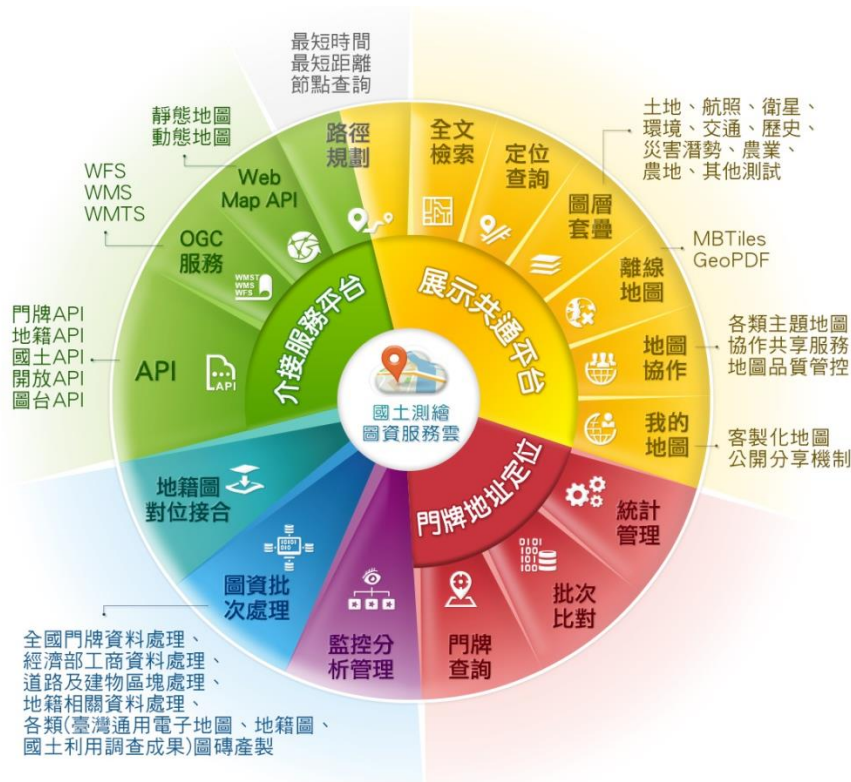 最短時間
最短距離
節點查詢
靜態地圖
動態地圖
WFS
WMS
WMTS
門牌API
地籍API
國土API
開放API
圖台API
路徑
規劃
Web
Map API
OGC
服務
WMST
WMS
WFS
API
API
介接服務平台
全文
檢索
定位
查詢
圖層
套疊
離線
地圖
地圖
協作
我的
地圖
展示共通平台
土地、航照、衛星、
環境、交通、歷史、
災害潛勢、農業、
農地、其他測試
MBTiles
GeoPDF
各類主題地圖
協作共享服務
地圖品質管控
客製化地圖
公開分享機制
國土測繪
圖資服務雲
門牌地址定位
統計
管理
0101
100
101
100
批次
比對
門牌
查詢
監控分
析管理
10101
010
圖資批
次處理
地籍圖
對位接合
全國門牌資料處理、
經濟部工商資料處理、
道路及建物區塊處理、
地籍相關資料處理、
各類(臺灣通用電子地圖、地籍圖、
國土利用調查成果)圖磚產製